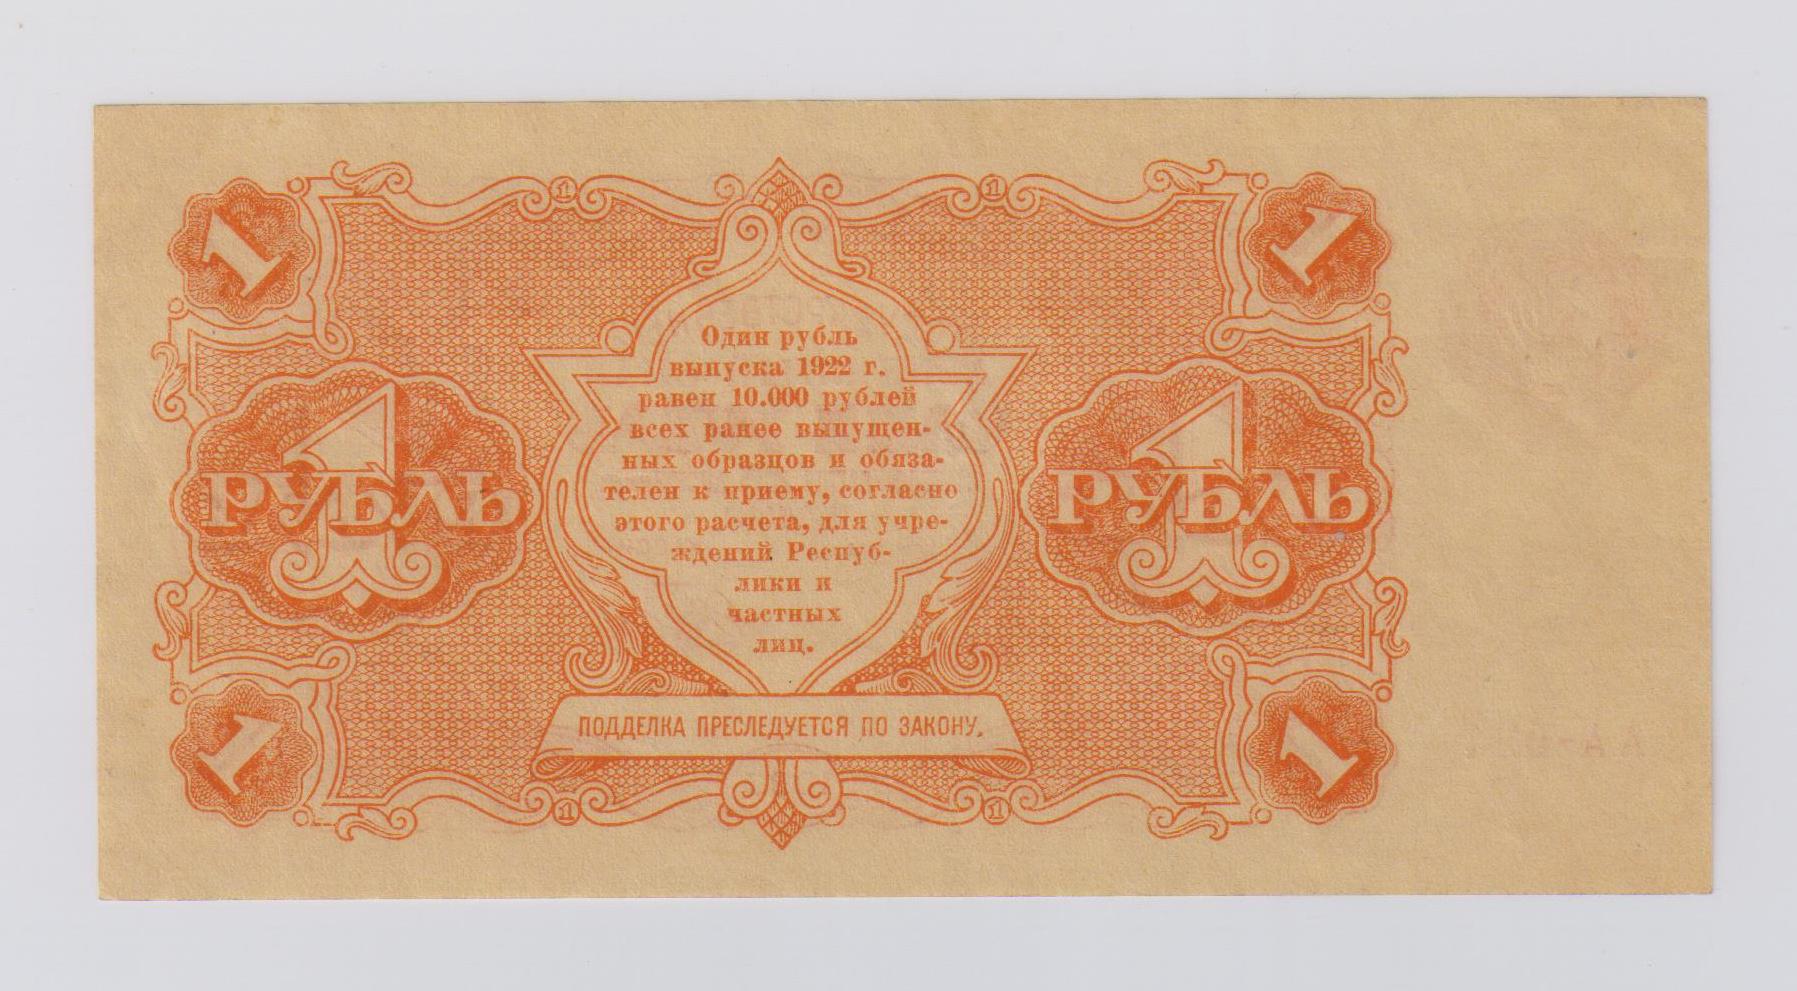 1 1
1 1
Один рубль
выпуска 1922 г.
равен 10.000 рублей
всех ранее выпущен-
ных образцов и обяза-
телен к приему, согласно
этого расчета, для учре-
ждений Респуб-
лики и
частных
лиц.
1 РУБЛЬ 1 РУБЛЬ
ПОДДЕЛКА ПРЕСЛЕДУЕТСЯ ПО ЗАКОНУ.
1 1
1 1